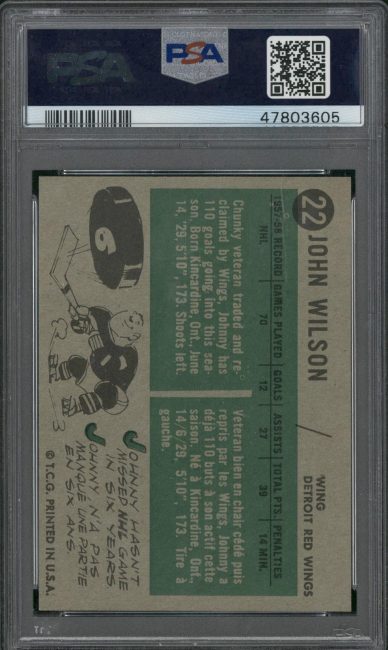 PSA
PSA
47803605
22 JOHN WILSON
WING
DETROIT RED WINGS
1957-58 RECORD GAMES PLAYED GOALS ASSISTS TOTAL PTS. PENALTIES
NHL 70 12 27 39 14 MIN.
Chunky veteran traded and re-
claimed by Wings, Johnny has
110 goals going into this sea-
son. Born Kincardine, Ont., June
14, '29, 5'10", 173. Shoots left.
Veteran bien en chair cédé puis
repris par les Wings, Johnny a
déjà 110 buts à son actif cette
saison. Né à Kincardine, Ont.,
14/6/29, 5'10", 173. Tire à
gauche.
6
JOHNNY HASN'T
MISSED NHL GAME
IN SIX YEARS.
JOHNNY N'A PAS
MANQUÉ UNE PARTIE
EN SIX ANS.
© T.C.G. PRINTED IN U.S.A.